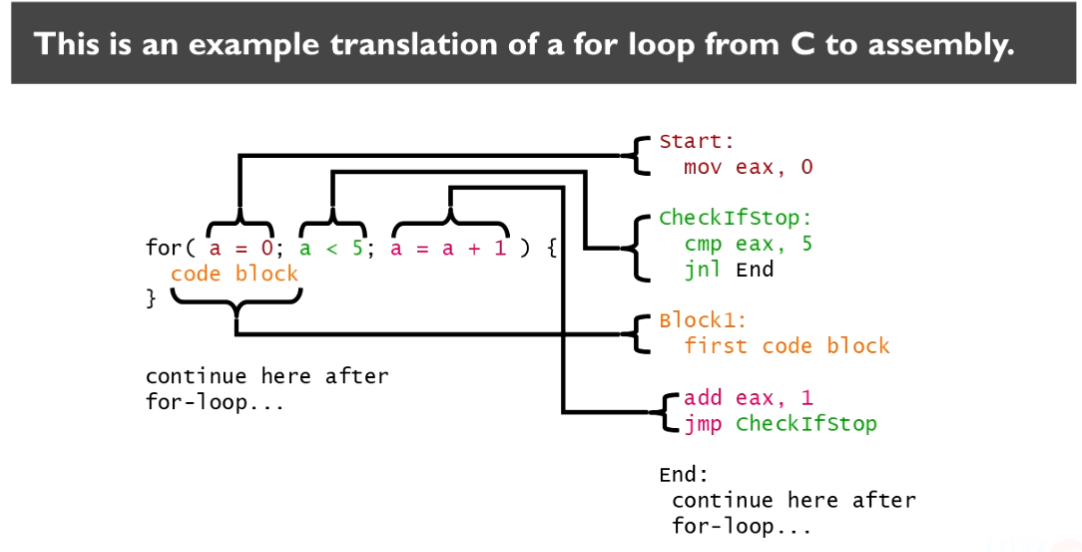 This is an example translation of a for loop from C to assembly.
for( a = 0; a < 5; a = a + 1 ) {
code block
}
continue here after
for-loop...
Start:
mov eax, 0
CheckIfStop:
cmp eax, 5
jnl End
Block1:
first code block
add eax, 1
jmp CheckIfStop
End:
continue here after
for-loop...